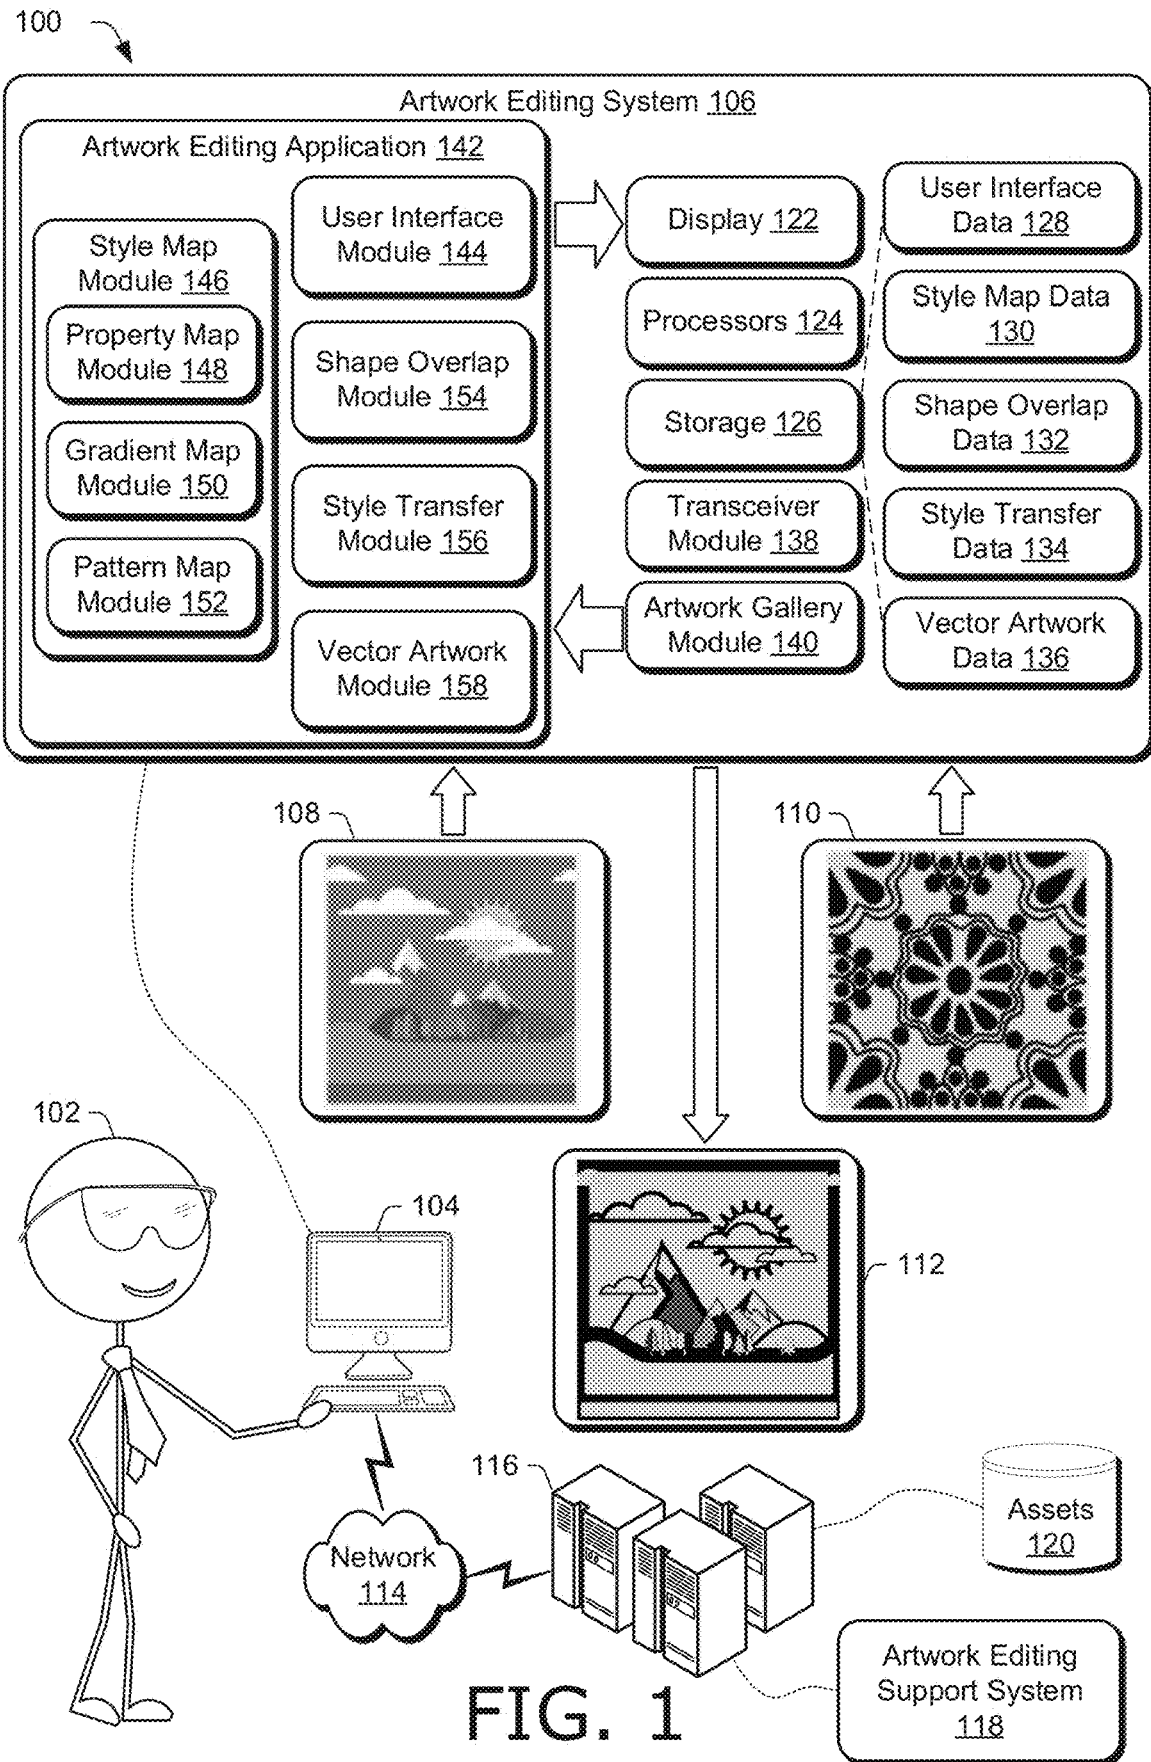 100
Artwork Editing System 106
Artwork Editing Application 142
Style Map
Module 146
Property Map
Module 148
Gradient Map
Module 150
Pattern Map
Module 152
User Interface
Module 144
Shape Overlap
Module 154
Style Transfer
Module 156
Vector Artwork
Module 158
Display 122
Processors 124
Storage 126
Transceiver
Module 138
Artwork Gallery
Module 140
User Interface
Data 128
Style Map Data
130
Shape Overlap
Data 132
Style Transfer
Data 134
Vector Artwork
Data 136
108
110
102
104
112
116
Network
114
Assets
120
Artwork Editing
Support System
118
FIG. 1